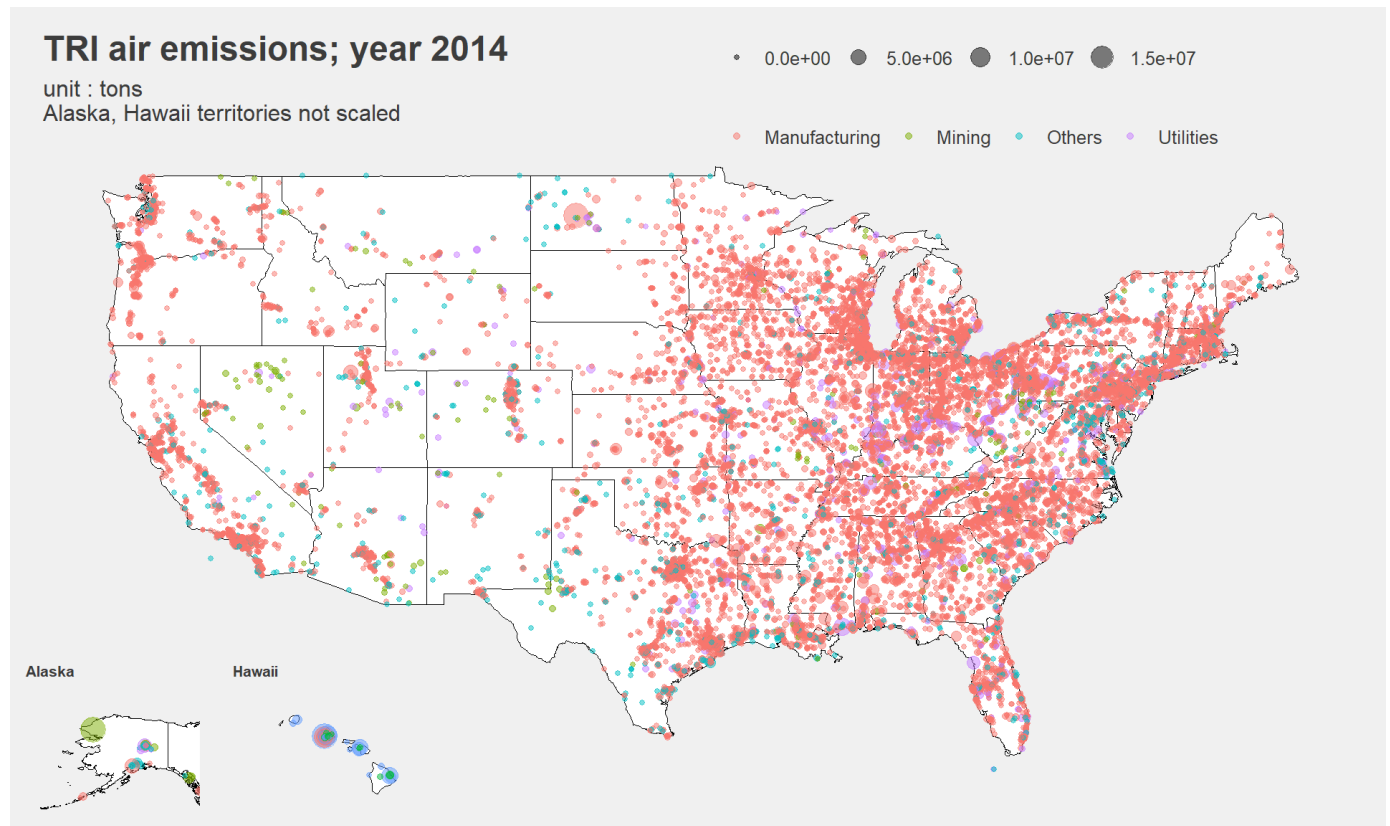 TRI air emissions; year 2014
unit : tons
Alaska, Hawaii territories not scaled
0.0e+00 5.0e+06 1.0e+07 1.5e+07
Manufacturing Mining Others Utilities
Alaska Hawaii